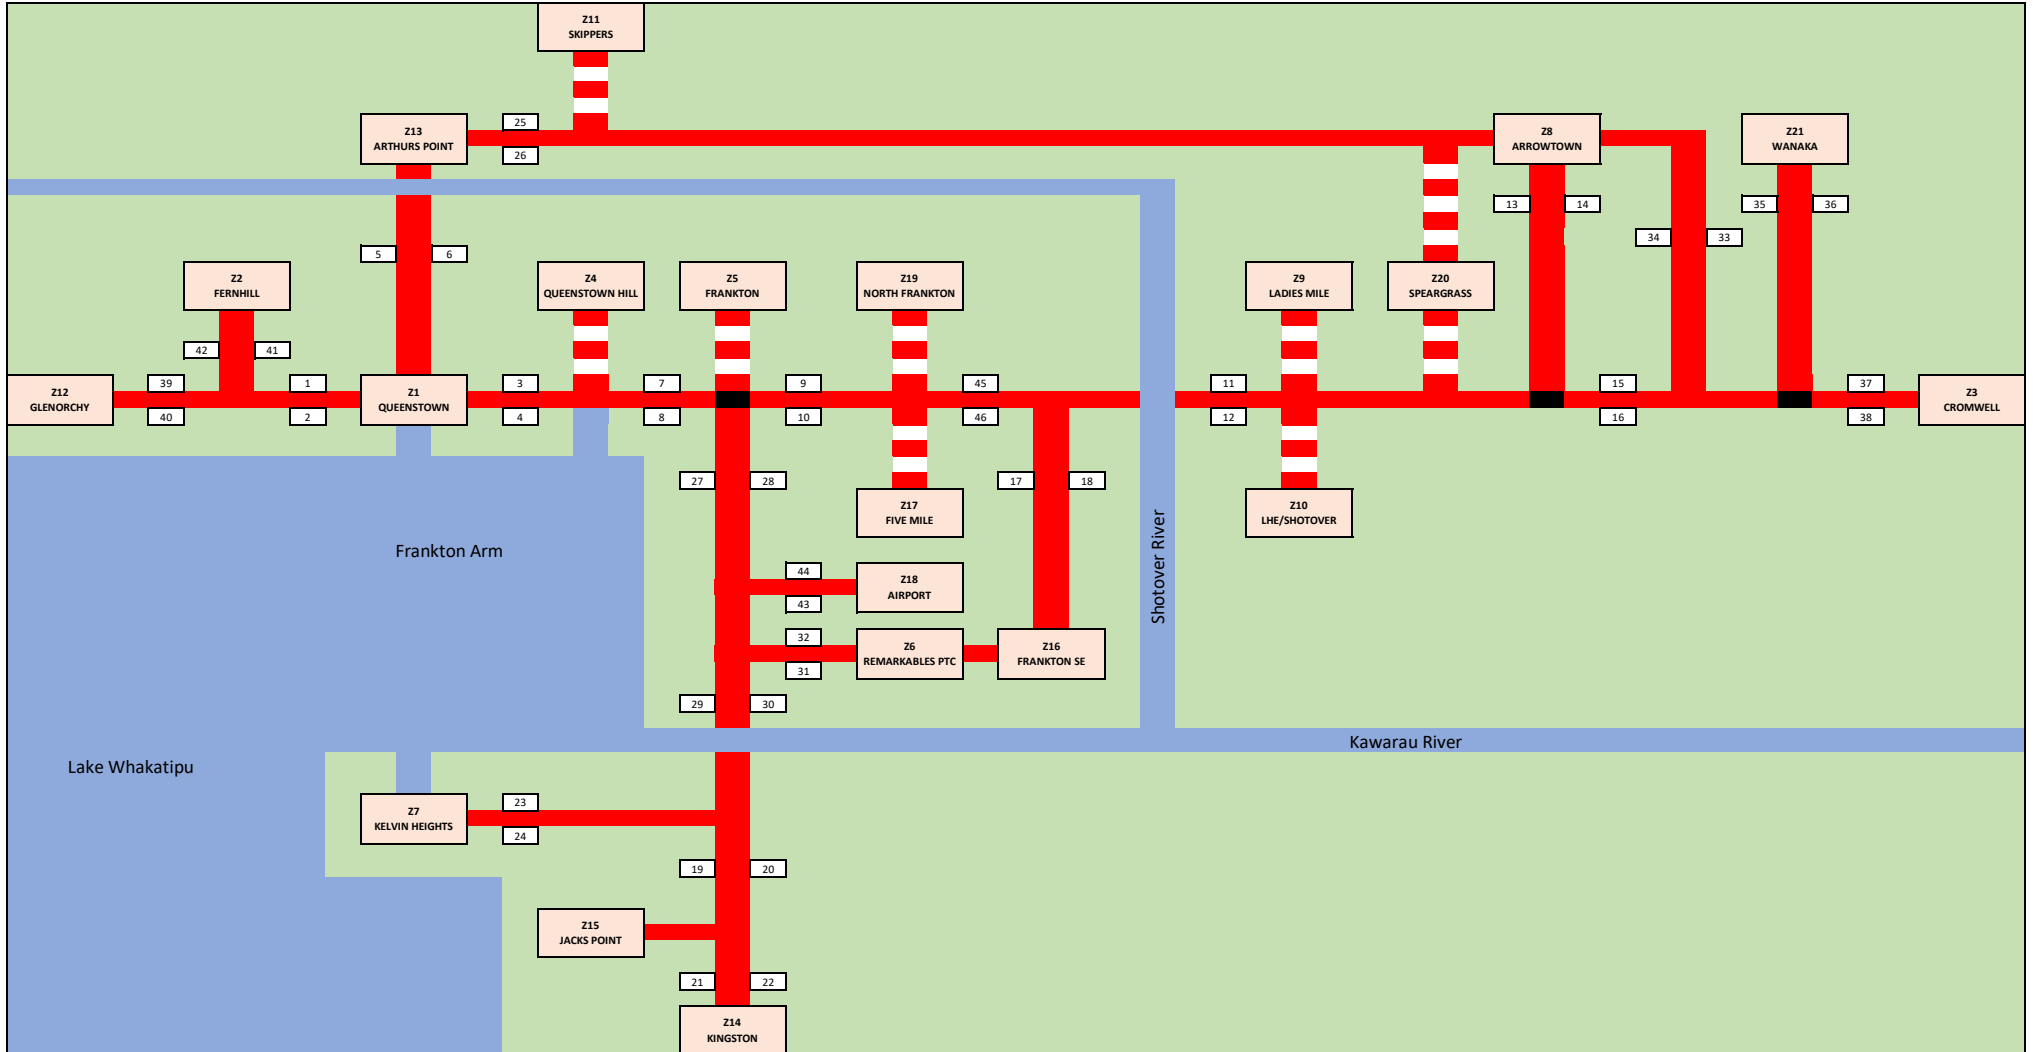 Z11
SKIPPERS
Z13
ARTHURS POINT
25
26
Z8
ARROWTOWN
Z21
WANAKA
13
14
35
36
34
33
5
6
Z2
FERNHILL
Z4
QUEENSTOWN HILL
Z5
FRANKTON
Z19
NORTH FRANKTON
Z9
LADIES MILE
Z20
SPEARGRASS
42
41
Z12
GLENORCHY
39
40
1
2
Z1
QUEENSTOWN
3
4
7
8
9
10
45
46
11
12
15
16
37
38
Z3
CROMWELL
27
28
17
18
Z17
FIVE MILE
Z10
LHE/SHOTOVER
Frankton Arm
Shotover River
44
43
Z18
AIRPORT
32
31
Z6
REMARKABLES PTC
Z16
FRANKTON SE
29
30
Kawarau River
Lake Whakatipu
Z7
KELVIN HEIGHTS
23
24
19
20
Z15
JACKS POINT
21
22
Z14
KINGSTON